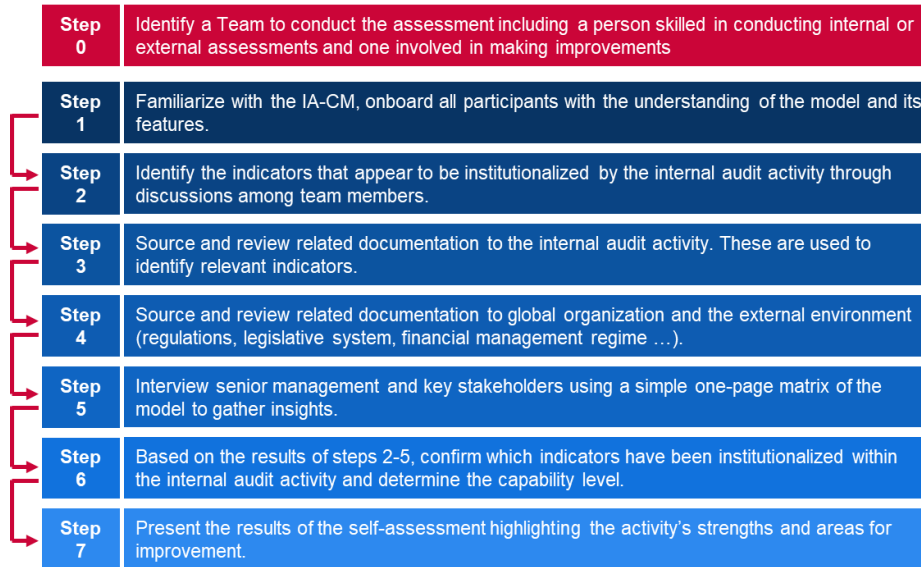 Step
0
Identify a Team to conduct the assessment including a person skilled in conducting internal or
external assessments and one involved in making improvements
Step
1
Familiarize with the IA-CM, onboard all participants with the understanding of the model and its
features.
Step
2
Identify the indicators that appear to be institutionalized by the internal audit activity through
discussions among team members.
Step
3
Source and review related documentation to the internal audit activity. These are used to
identify relevant indicators.
Step
4
Source and review related documentation to global organization and the external environment
(regulations, legislative system, financial management regime …).
Step
5
Interview senior management and key stakeholders using a simple one-page matrix of the
model to gather insights.
Step
6
Based on the results of steps 2-5, confirm which indicators have been institutionalized within
the internal audit activity and determine the capability level.
Step
7
Present the results of the self-assessment highlighting the activity’s strengths and areas for
improvement.